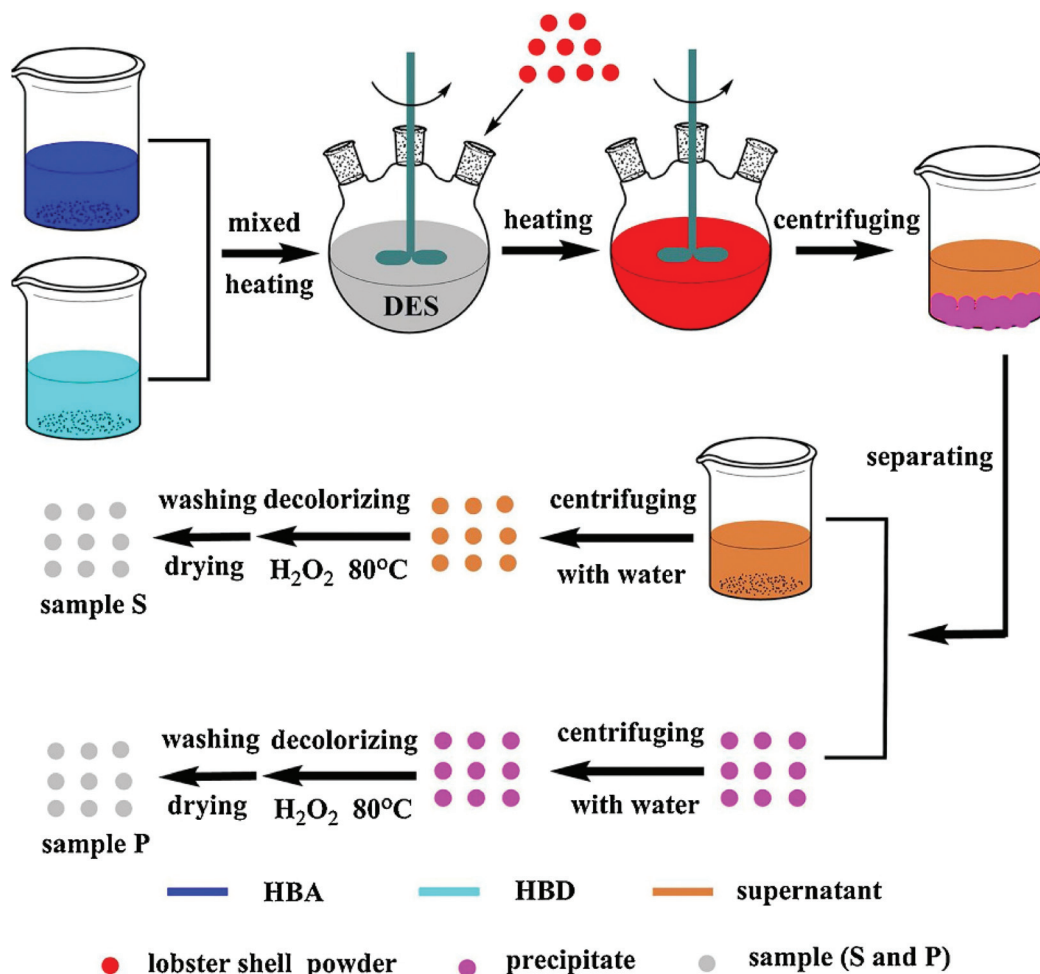 mixed
heating
DES
heating
centrifuging
separating
centrifuging
with water
decolorizing
H₂O₂ 80°C
washing
drying
sample S
centrifuging
with water
decolorizing
H₂O₂ 80°C
washing
drying
sample P
HBA
HBD
supernatant
lobster shell powder
precipitate
sample (S and P)